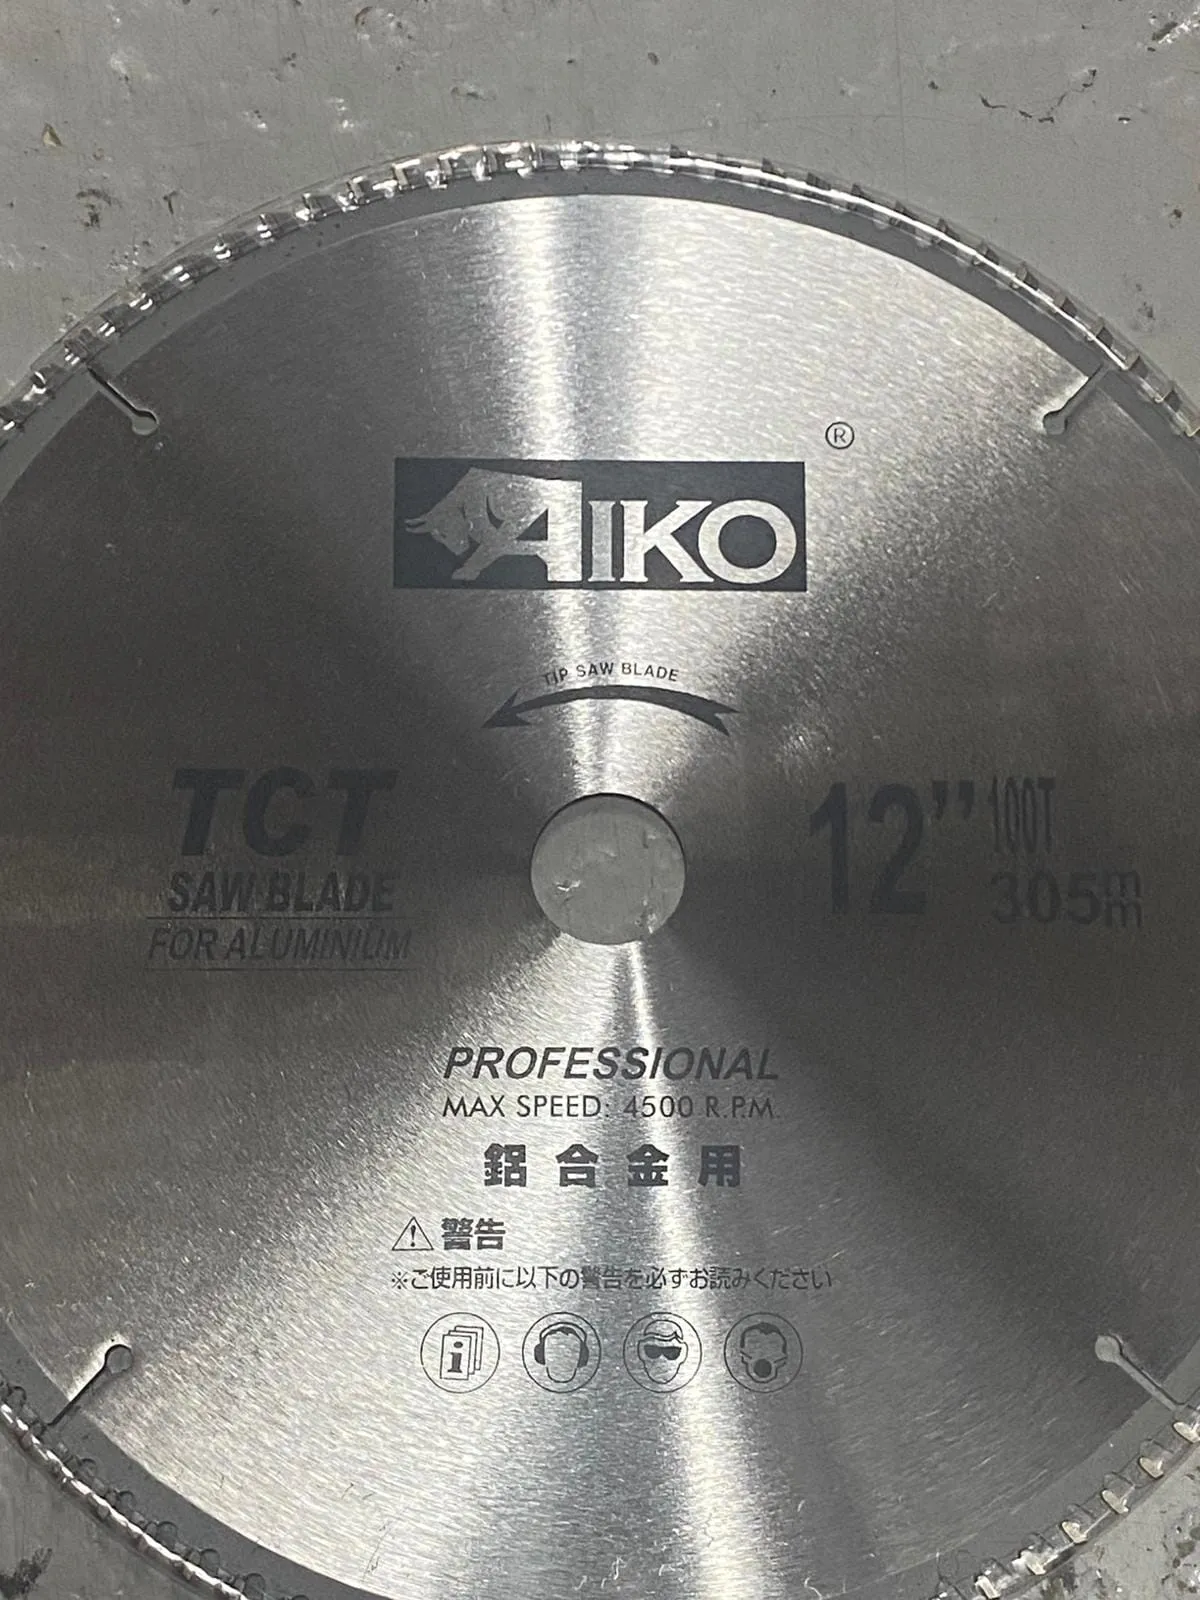 ®
AIKO
TIP SAW BLADE
TCT
SAW BLADE
FOR ALUMINIUM
12” 100T
305mm
PROFESSIONAL
MAX SPEED: 4500 R.P.M.
鋁合金用
⚠ 警告
※ご使用前に以下の警告を必ずお読みください
i